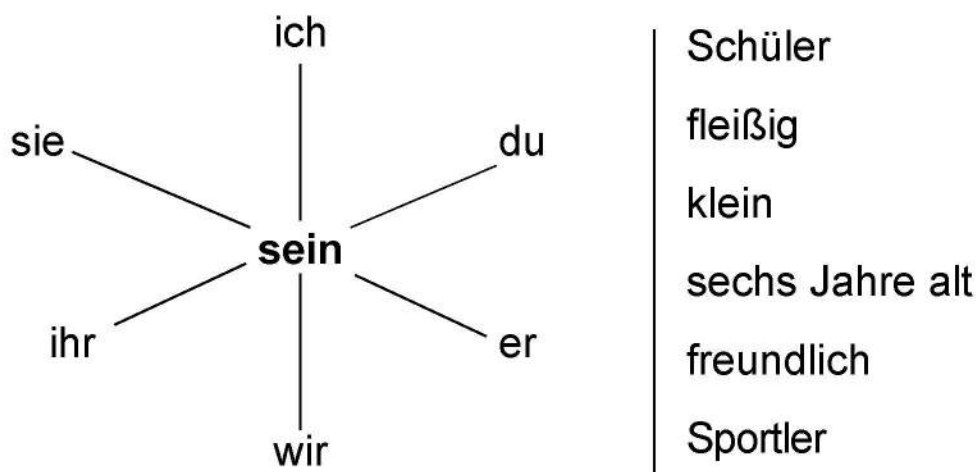 ich
sie
du
sein
ihr
er
wir
Schüler
fleißig
klein
sechs Jahre alt
freundlich
Sportler